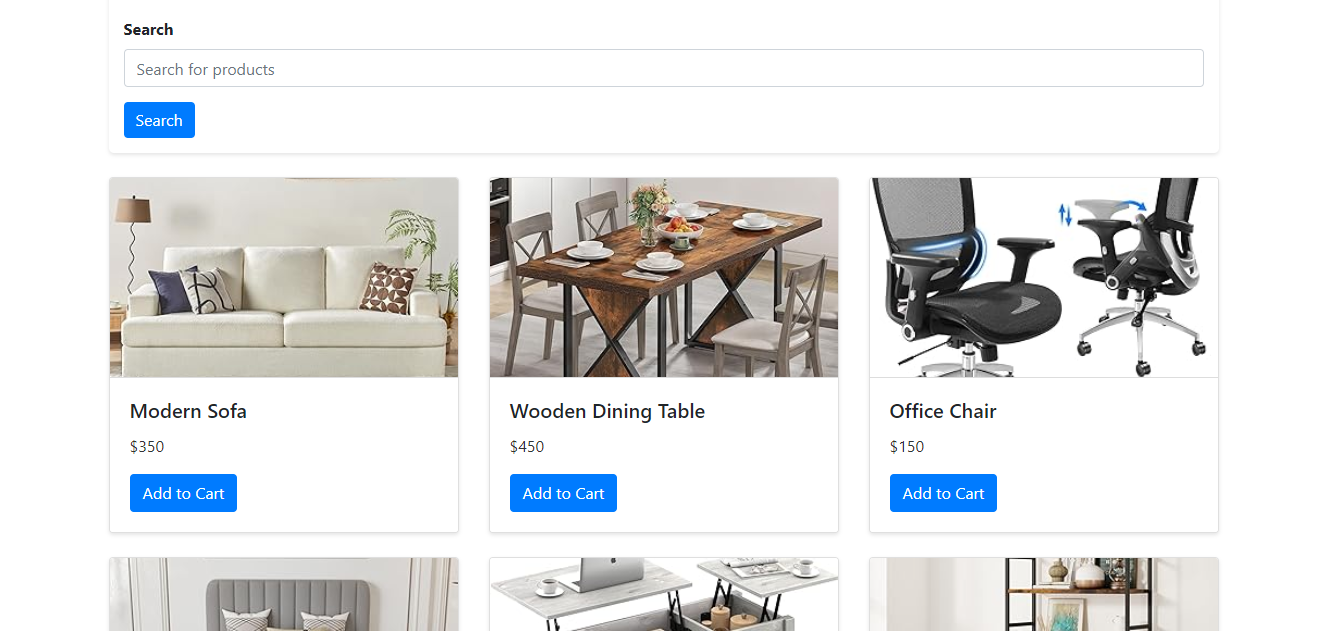 Search
Search for products
Search
Modern Sofa
Wooden Dining Table
Office Chair
$350
$450
$150
Add to Cart
Add to Cart
Add to Cart